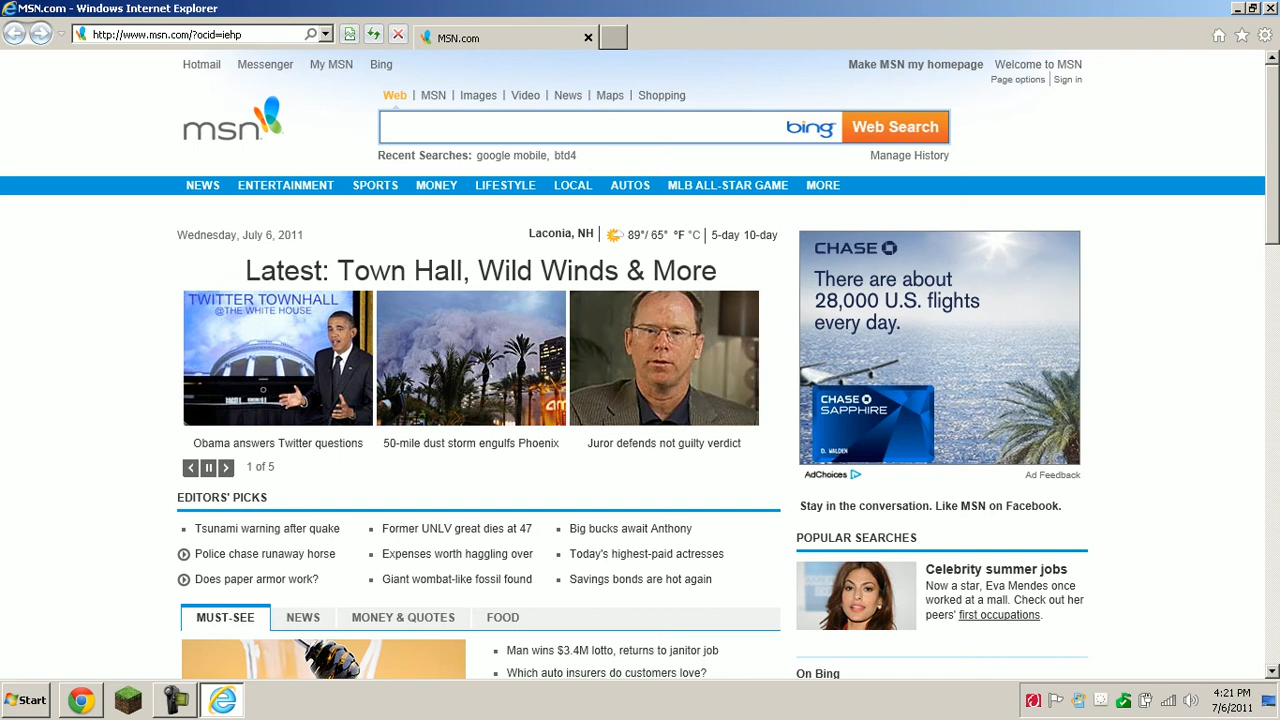 MSN.com - Windows Internet Explorer
http://www.msn.com/?ocid=iehp
MSN.com
Hotmail Messenger My MSN Bing
Make MSN my homepage Welcome to MSN
Page options Sign in
Web | MSN | Images | Video | News | Maps | Shopping
msn
bing Web Search
Recent Searches: google mobile, btd4
Manage History
NEWS ENTERTAINMENT SPORTS MONEY LIFESTYLE LOCAL AUTOS MLB ALL-STAR GAME MORE
Wednesday, July 6, 2011
Laconia, NH | 89°/ 65° °F °C | 5-day 10-day
Latest: Town Hall, Wild Winds & More
TWITTER TOWNHALL
@THE WHITE HOUSE
Obama answers Twitter questions
50-mile dust storm engulfs Phoenix
Juror defends not guilty verdict
1 of 5
CHASE
There are about
28,000 U.S. flights
every day.
CHASE
SAPPHIRE
D. WALDEN
AdChoices
Ad Feedback
EDITORS' PICKS
Tsunami warning after quake
Police chase runaway horse
Does paper armor work?
Former UNLV great dies at 47
Expenses worth haggling over
Giant wombat-like fossil found
Big bucks await Anthony
Today's highest-paid actresses
Savings bonds are hot again
Stay in the conversation. Like MSN on Facebook.
POPULAR SEARCHES
Celebrity summer jobs
Now a star, Eva Mendes once
worked at a mall. Check out her
peers' first occupations.
MUST-SEE NEWS MONEY & QUOTES FOOD
Man wins $3.4M lotto, returns to janitor job
Which auto insurers do customers love?
On Bing
Start
4:21 PM
7/6/2011